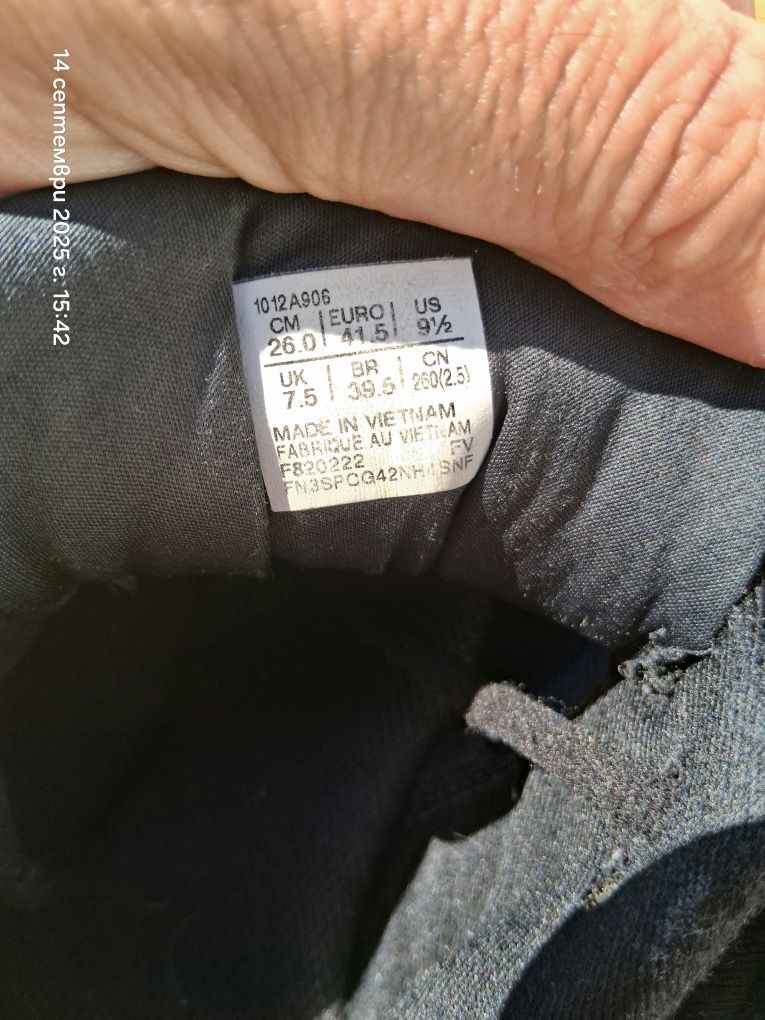 14 септември 2025 г. 15:42
1012A906
CM EURO US
26.0 41.5 9½
UK BR CN
7.5 39.5 260(2.5)
MADE IN VIETNAM
FABRIQUE AU VIETNAM
F820222 FV